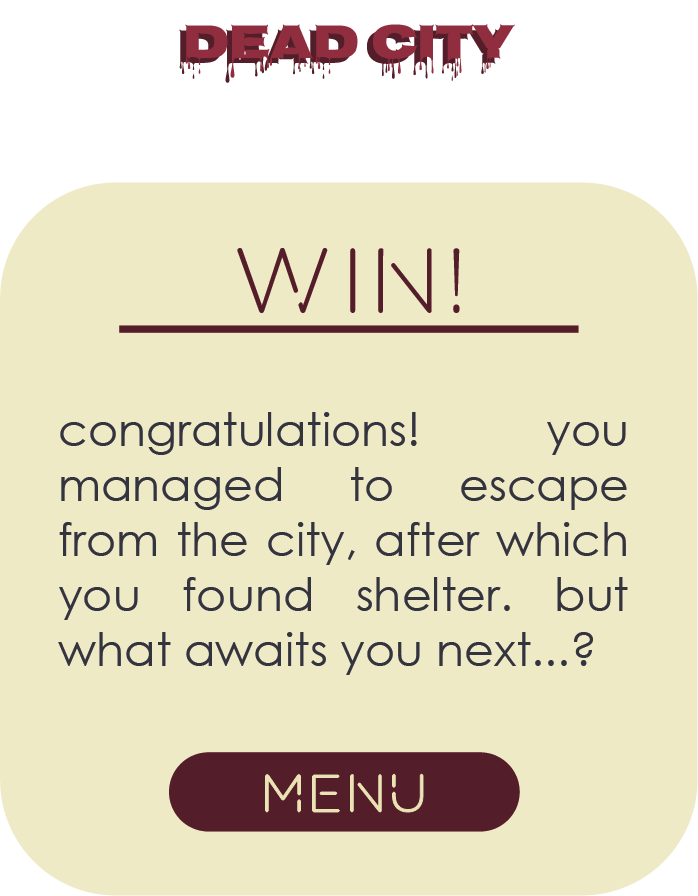 DEAD CITY
WIN!
congratulations! you
managed to escape
from the city, after which
you found shelter. but
what awaits you next...?
MENU